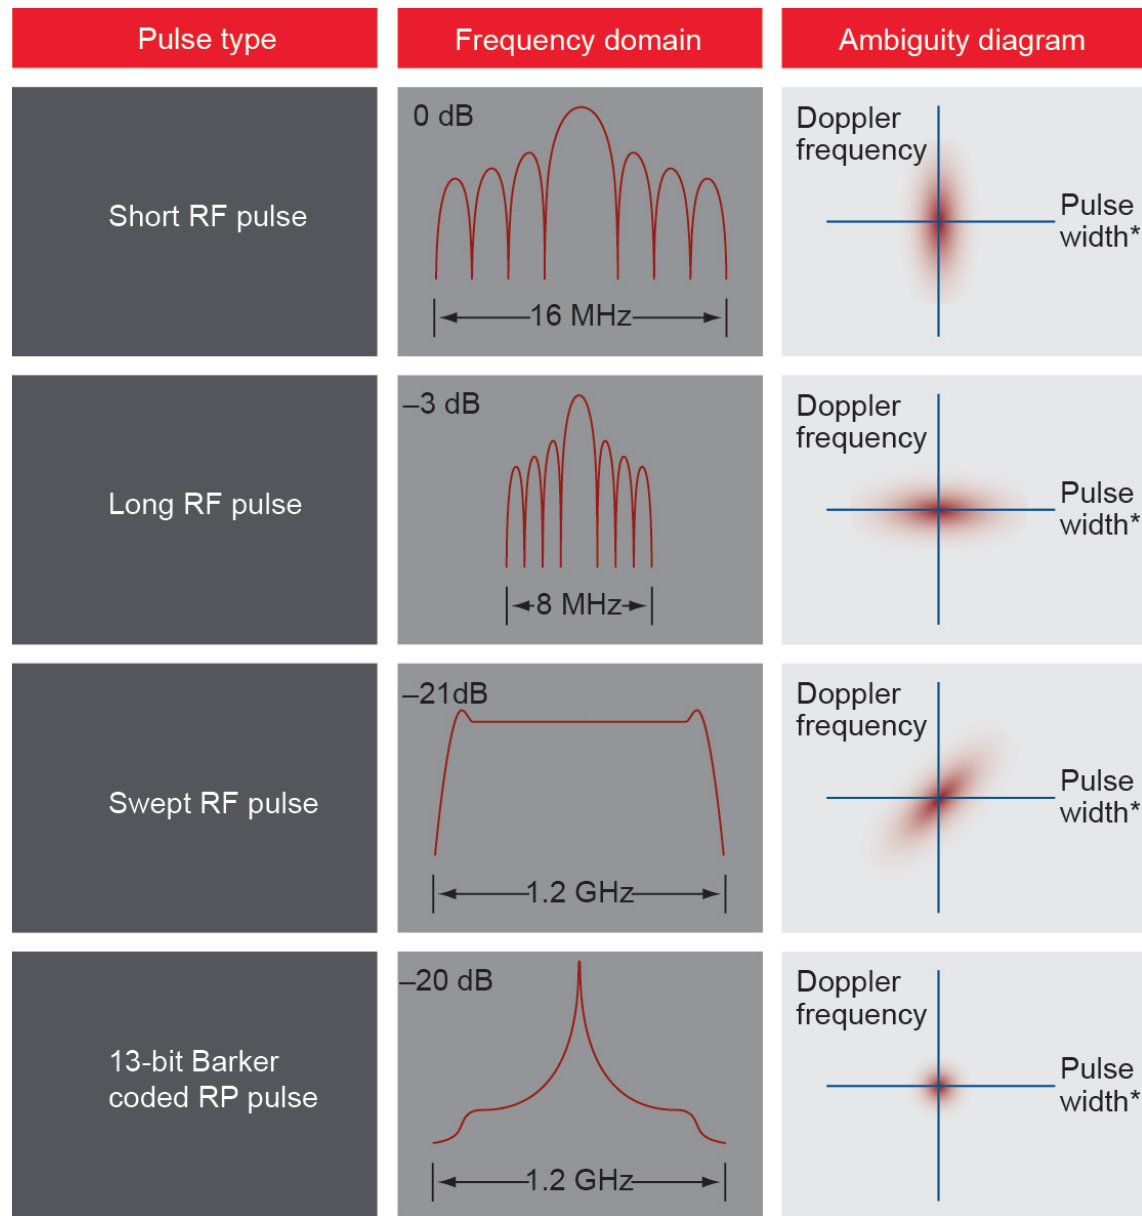 Pulse type
Frequency domain
Ambiguity diagram
Short RF pulse
0 dB
16 MHz
Doppler
frequency
Pulse
width*
Long RF pulse
–3 dB
8 MHz
Doppler
frequency
Pulse
width*
Swept RF pulse
–21dB
1.2 GHz
Doppler
frequency
Pulse
width*
13-bit Barker
coded RP pulse
–20 dB
1.2 GHz
Doppler
frequency
Pulse
width*